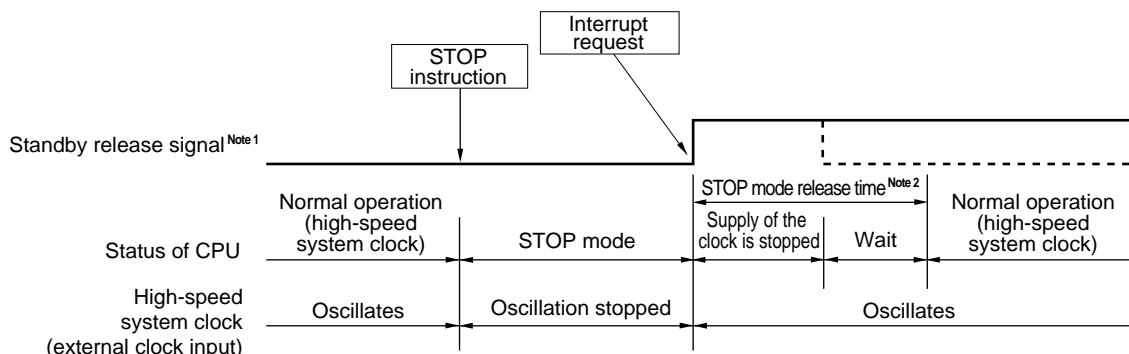 Interrupt
request
STOP
instruction
Standby release signal Note 1
STOP mode release time Note 2
Normal operation
(high-speed
system clock)
Supply of the
clock is stopped
Normal operation
(high-speed
system clock)
Status of CPU
STOP mode
Wait
High-speed
system clock
(external clock input)
Oscillates
Oscillation stopped
Oscillates